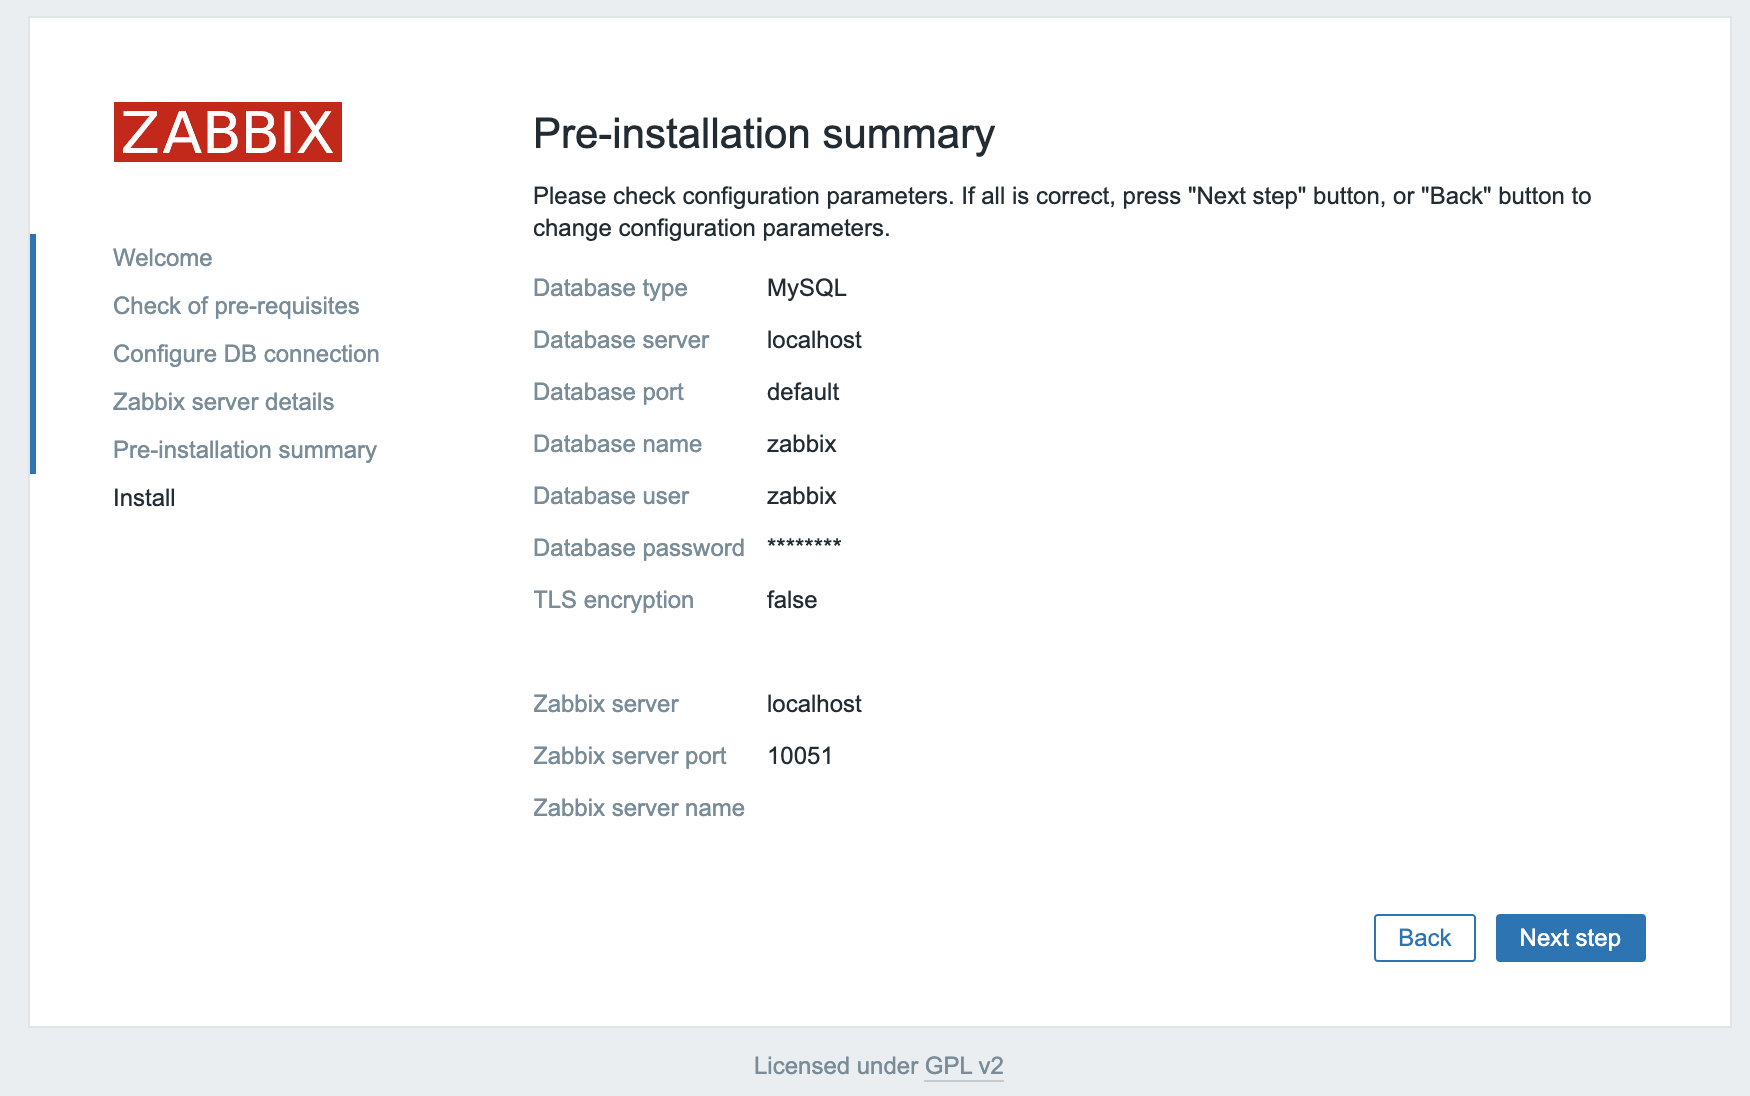 ZABBIX
Welcome
Check of pre-requisites
Configure DB connection
Zabbix server details
Pre-installation summary
Install
Pre-installation summary
Please check configuration parameters. If all is correct, press "Next step" button, or "Back" button to
change configuration parameters.
Database type MySQL
Database server localhost
Database port default
Database name zabbix
Database user zabbix
Database password ********
TLS encryption false
Zabbix server localhost
Zabbix server port 10051
Zabbix server name
Back Next step
Licensed under GPL v2